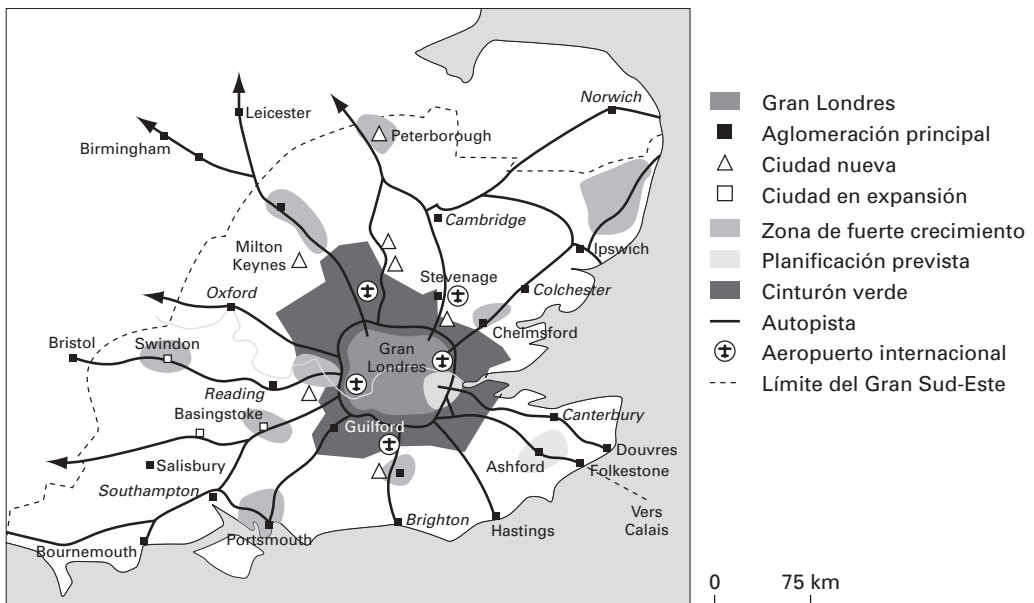 Norwich
Leicester
Peterborough
Birmingham
Cambridge
Milton
Keynes
Ipswich
Stevenage
Oxford
Colchester
Chelmsford
Bristol
Swindon
Gran
Londres
Reading
Basingstoke
Canterbury
Guilford
Douvres
Ashford
Folkestone
Salisbury
Southampton
Vers
Calais
Brighton
Hastings
Portsmouth
Bournemouth
Gran Londres
Aglomeración principal
Ciudad nueva
Ciudad en expansión
Zona de fuerte crecimiento
Planificación prevista
Cinturón verde
Autopista
Aeropuerto internacional
Límite del Gran Sud-Este
0 75 km